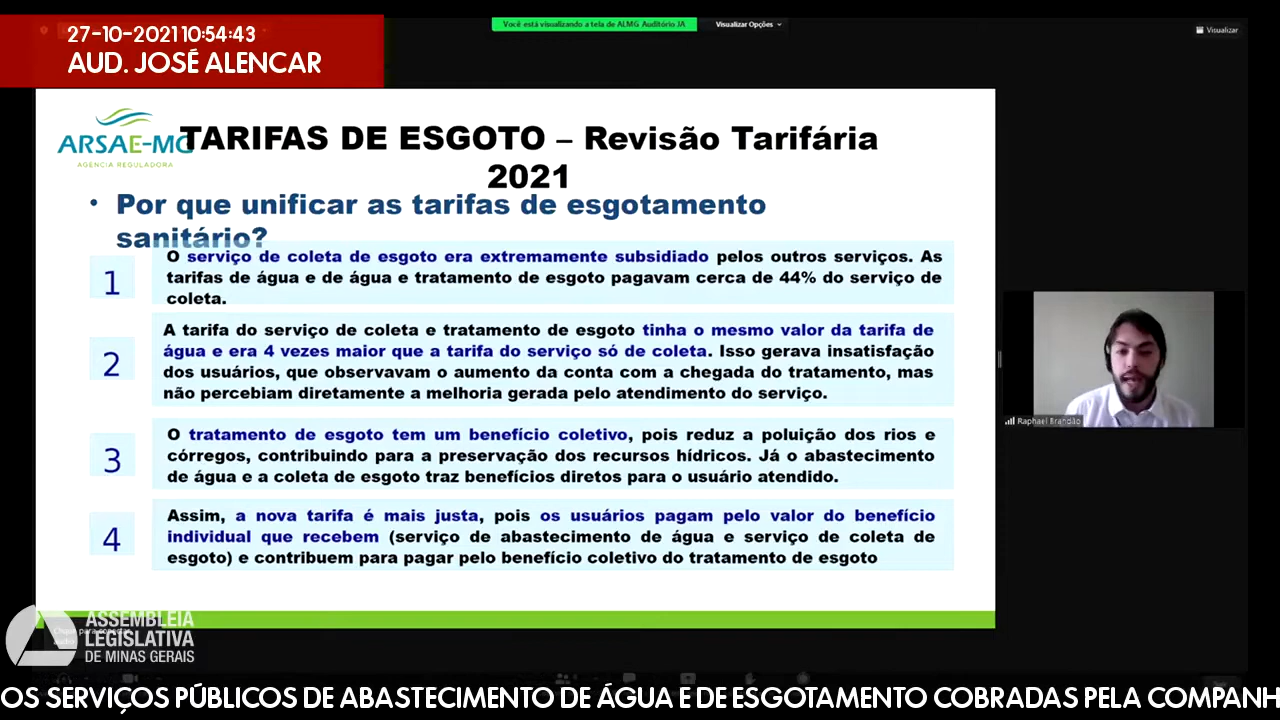 Você está visualizando a tela de ALMG Auditório JA
Visualizar Opções
Visualizar
27-10-2021 10:54:43
AUD. JOSÉ ALENCAR
ARSAE-MG
AGÊNCIA REGULADORA
TARIFAS DE ESGOTO – Revisão Tarifária
2021
• Por que unificar as tarifas de esgotamento
sanitário?
1
O serviço de coleta de esgoto era extremamente subsidiado pelos outros serviços. As
tarifas de água e de água e tratamento de esgoto pagavam cerca de 44% do serviço de
coleta.
2
A tarifa do serviço de coleta e tratamento de esgoto tinha o mesmo valor da tarifa de
água e era 4 vezes maior que a tarifa do serviço só de coleta. Isso gerava insatisfação
dos usuários, que observavam o aumento da conta com a chegada do tratamento, mas
não percebiam diretamente a melhoria gerada pelo atendimento do serviço.
3
O tratamento de esgoto tem um benefício coletivo, pois reduz a poluição dos rios e
córregos, contribuindo para a preservação dos recursos hídricos. Já o abastecimento
de água e a coleta de esgoto traz benefícios diretos para o usuário atendido.
4
Assim, a nova tarifa é mais justa, pois os usuários pagam pelo valor do benefício
individual que recebem (serviço de abastecimento de água e serviço de coleta de
esgoto) e contribuem para pagar pelo benefício coletivo do tratamento de esgoto
Raphael Brandão
ASSEMBLEIA
LEGISLATIVA
DE MINAS GERAIS
OS SERVIÇOS PÚBLICOS DE ABASTECIMENTO DE ÁGUA E DE ESGOTAMENTO COBRADAS PELA COMPANH